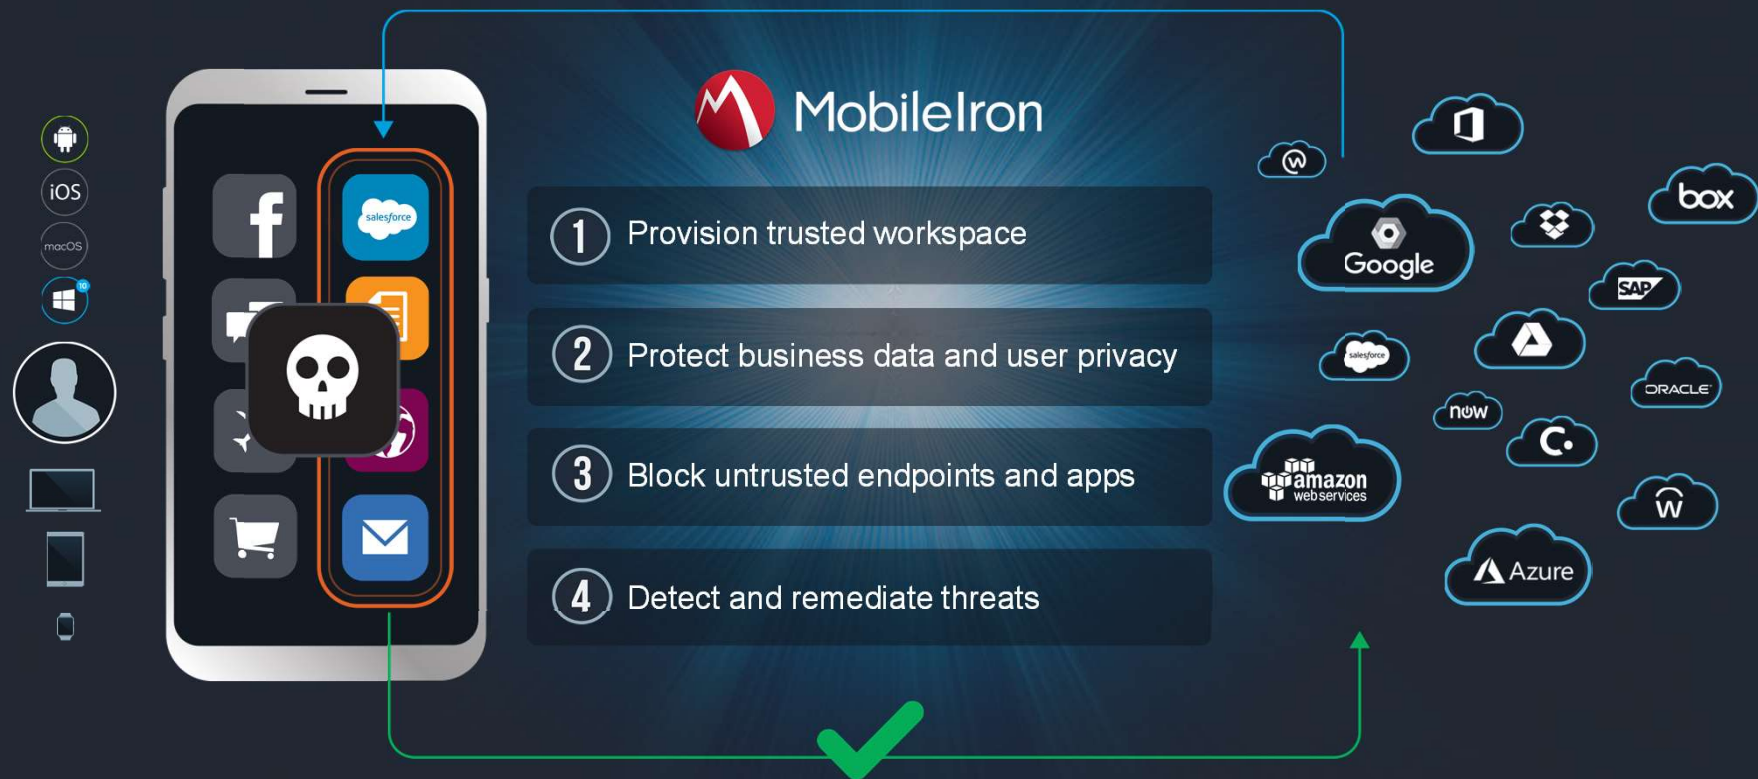 MobileIron
iOS
macOS
10
f
salesforce
1 Provision trusted workspace
2 Protect business data and user privacy
3 Block untrusted endpoints and apps
4 Detect and remediate threats
box
Google
SAP
salesforce
ORACLE
now
C.
amazon
webservices
w
Azure